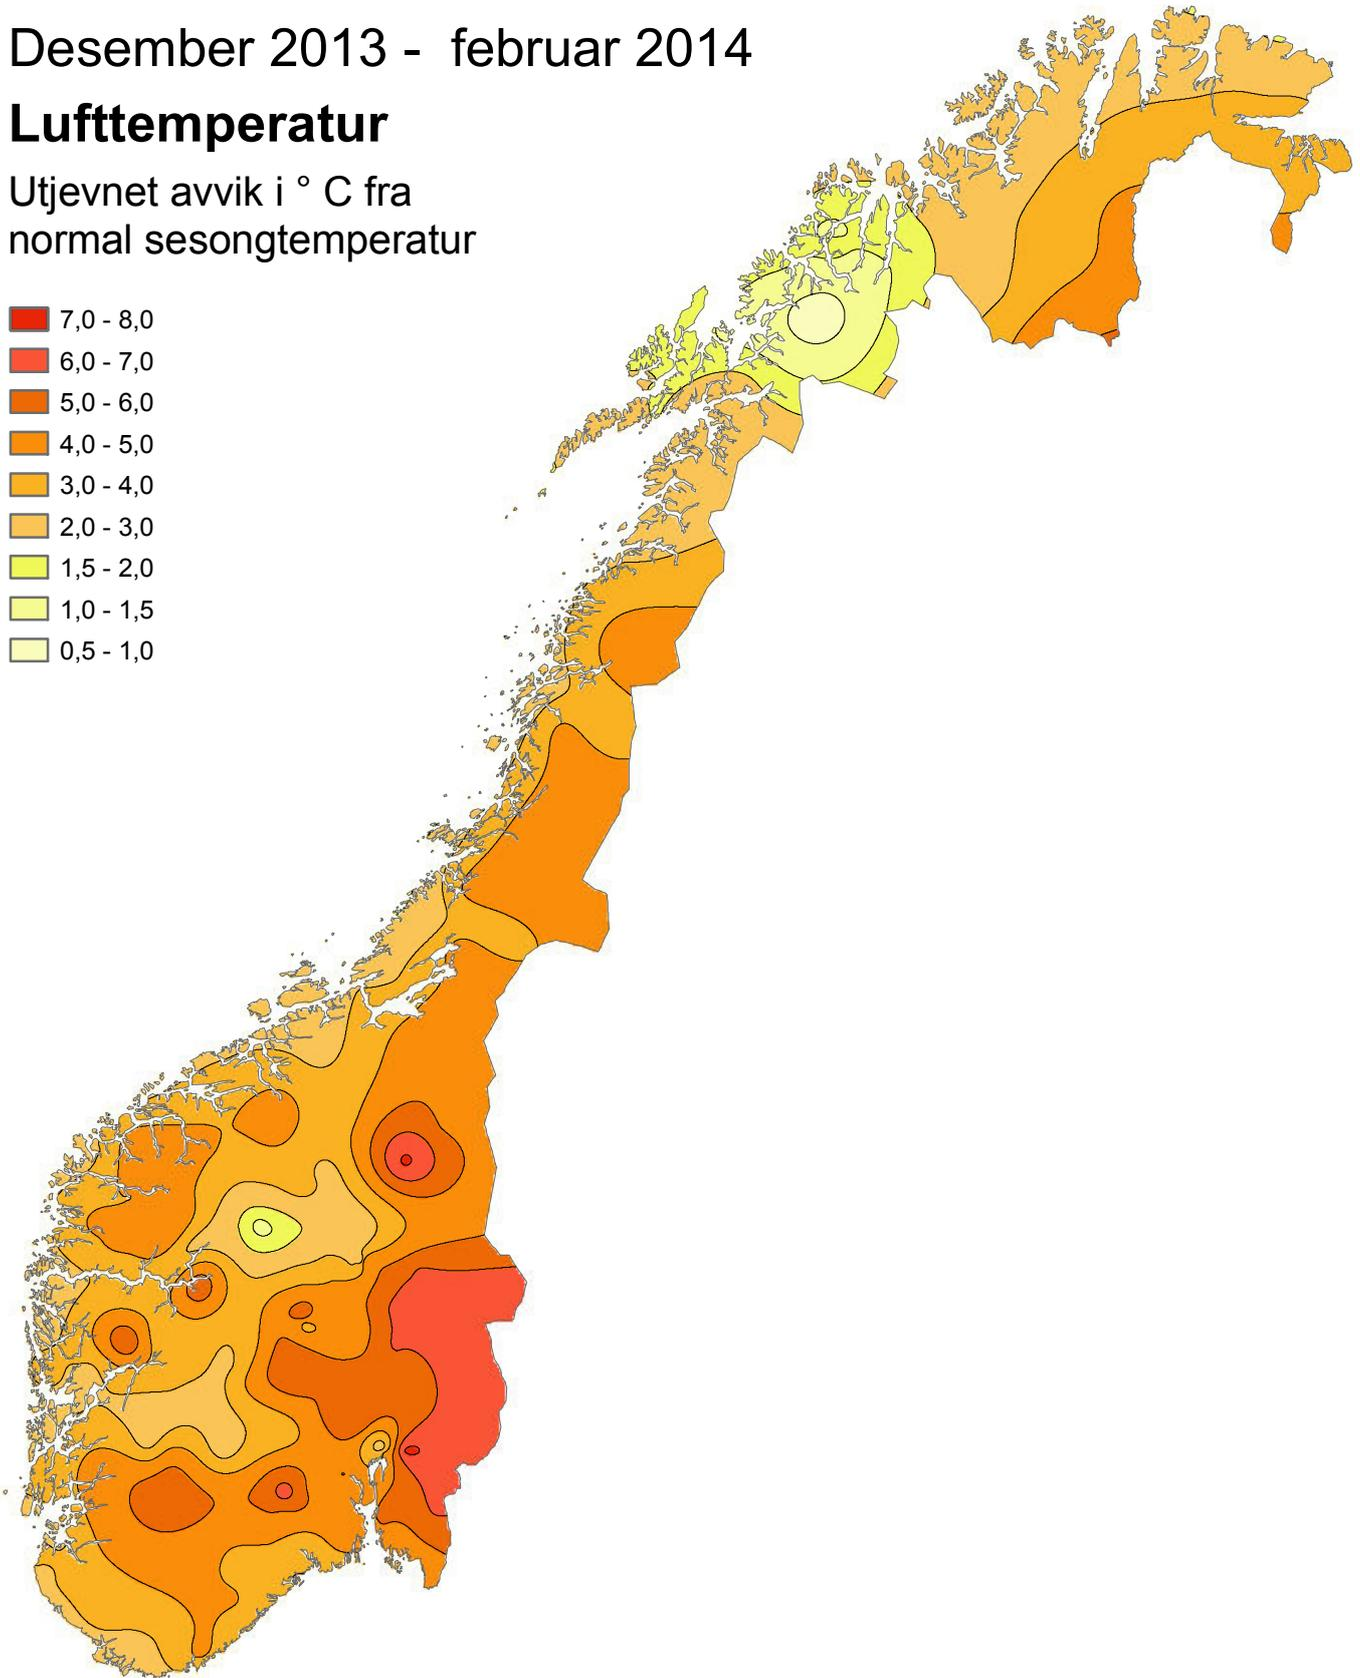 Desember 2013 -  februar 2014
Lufttemperatur
Utjevnet avvik i ° C fra
normal sesongtemperatur
7,0 - 8,0
6,0 - 7,0
5,0 - 6,0
4,0 - 5,0
3,0 - 4,0
2,0 - 3,0
1,5 - 2,0
1,0 - 1,5
0,5 - 1,0